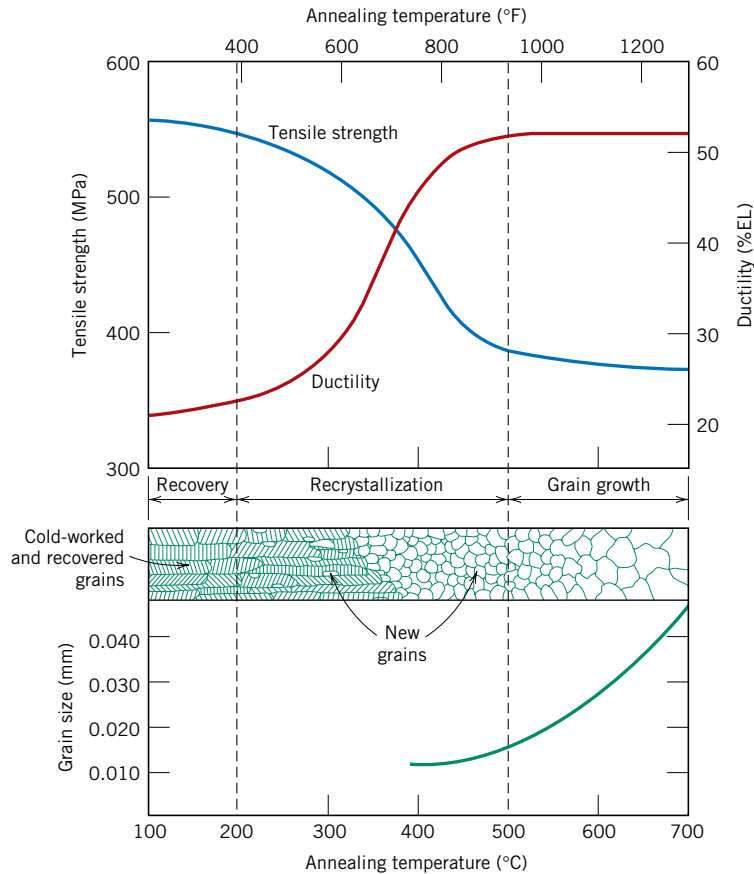 Annealing temperature (°F)
400 600 800 1000 1200
600
500
400
300
Tensile strength (MPa)
60
50
40
30
20
Ductility (%EL)
Tensile strength
Ductility
Recovery
Recrystallization
Grain growth
Cold-worked
and recovered
grains
New
grains
0.040
0.030
0.020
0.010
Grain size (mm)
100 200 300 400 500 600 700
Annealing temperature (°C)